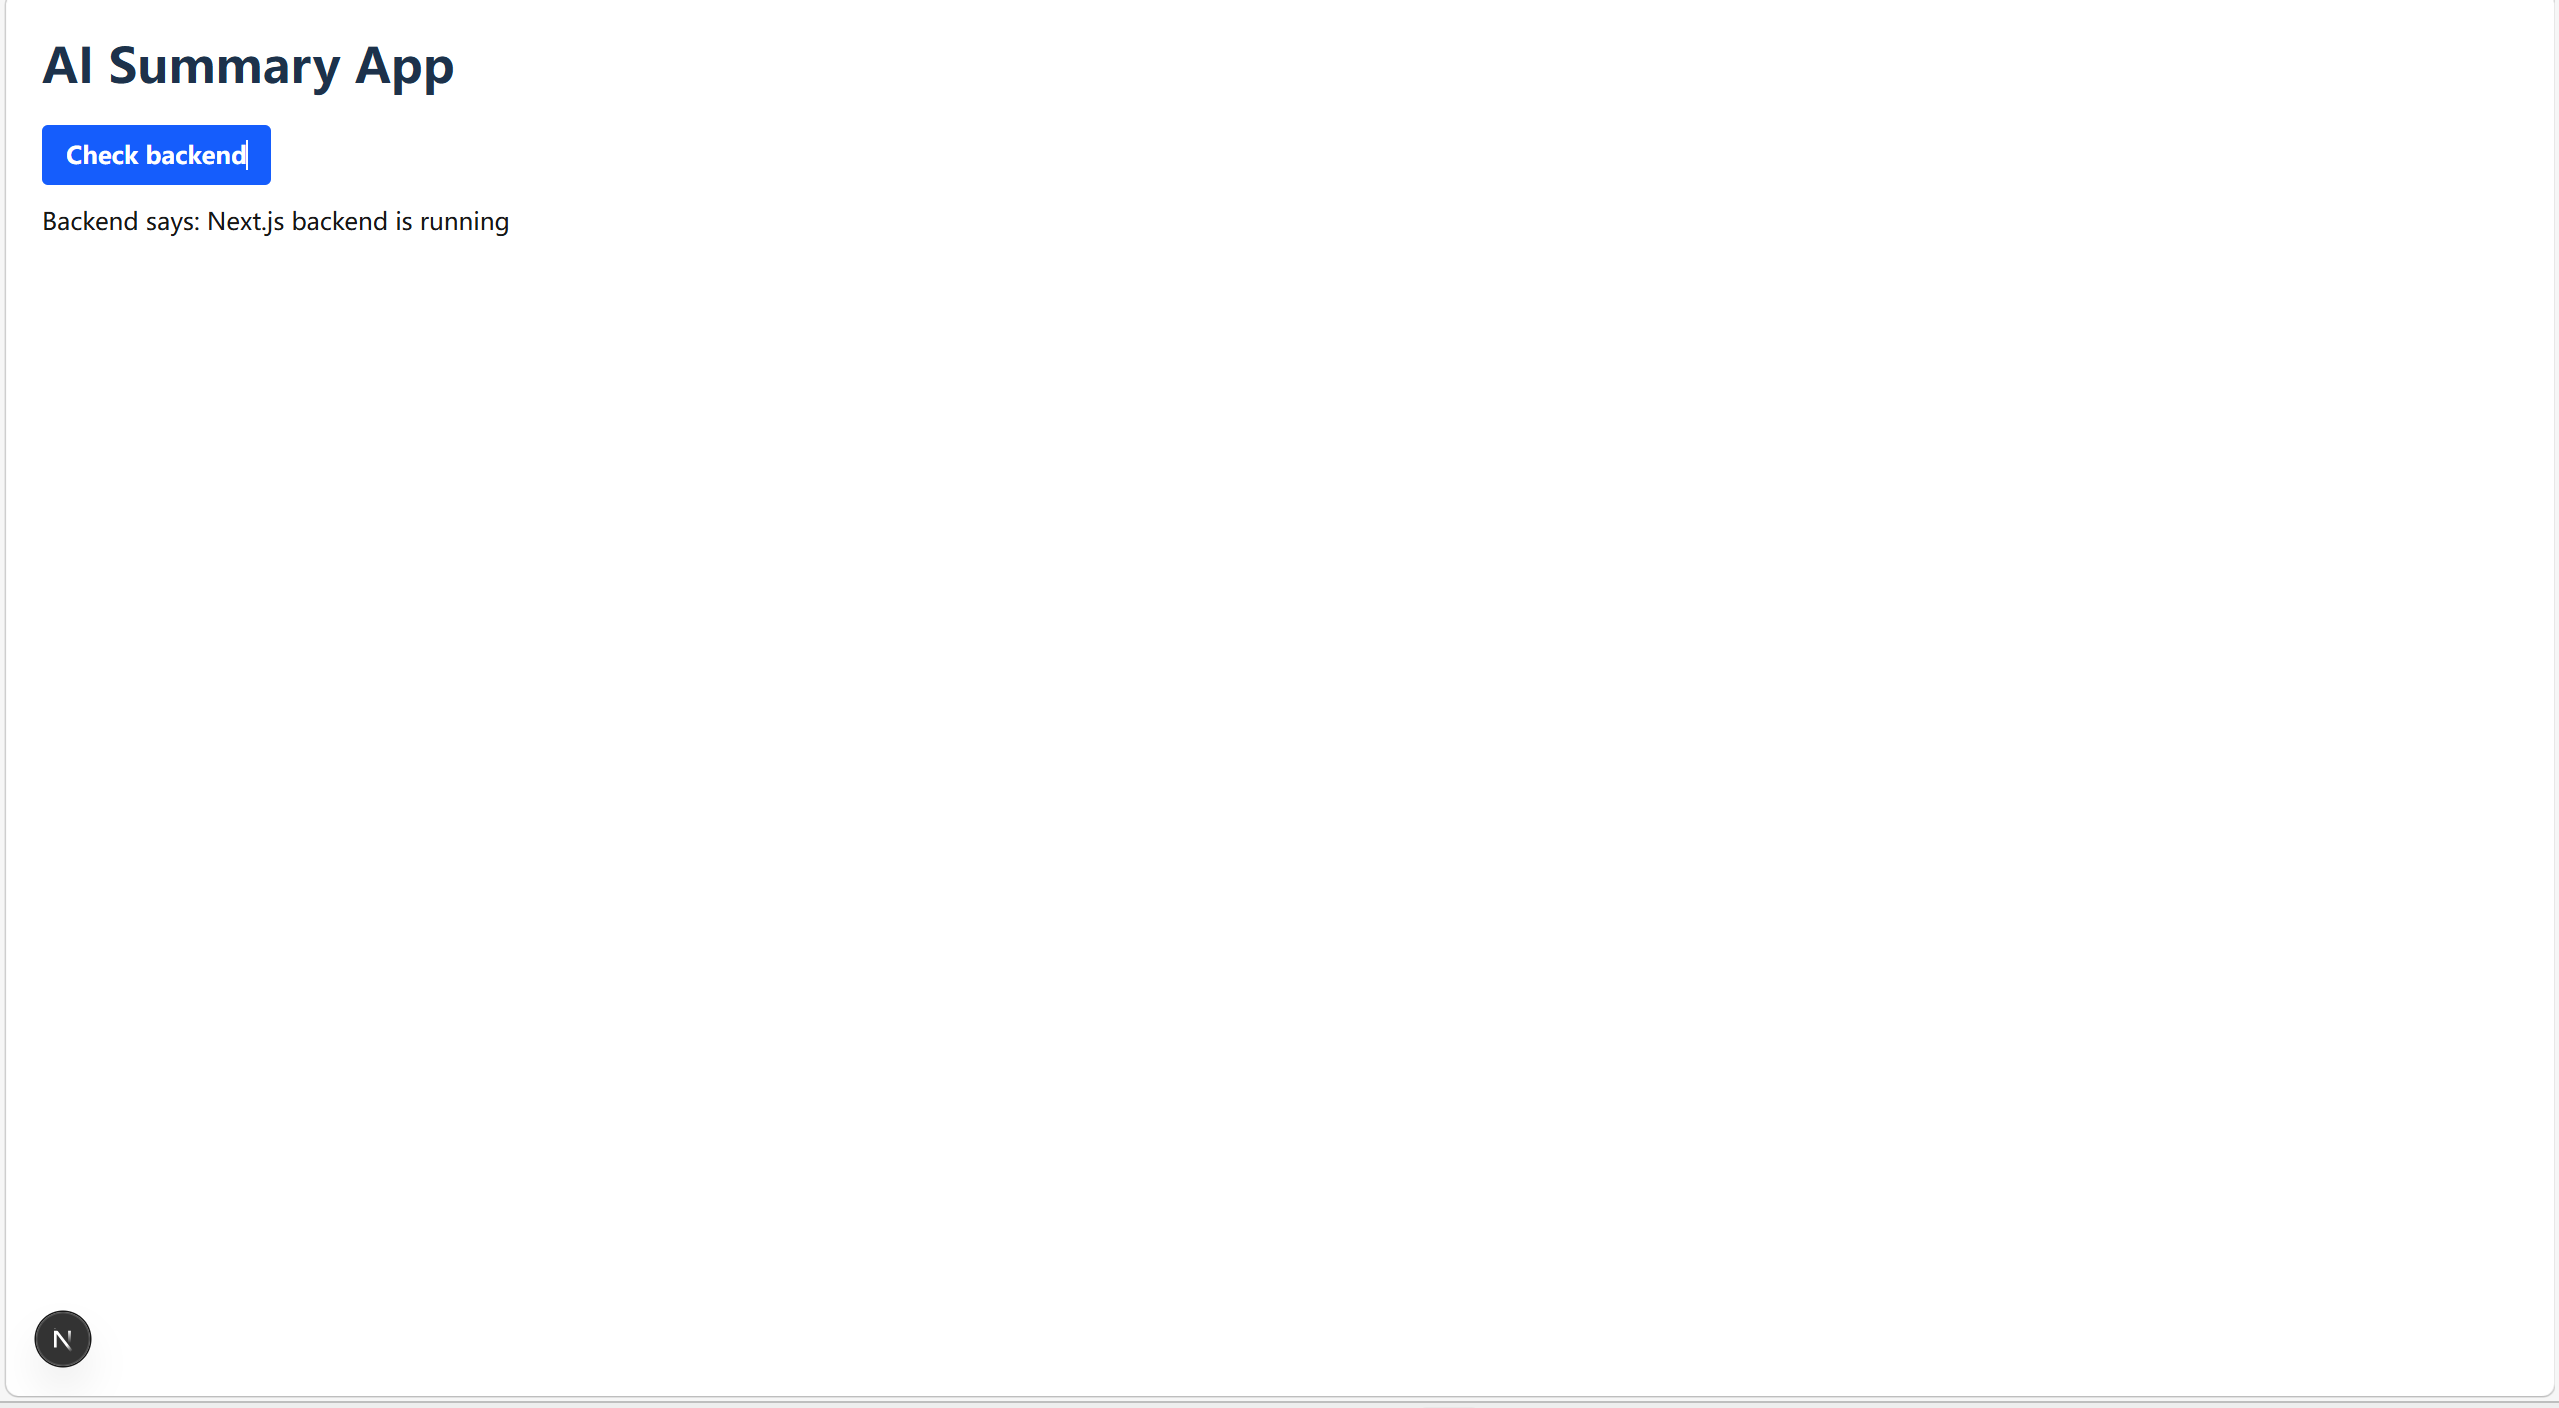 AI Summary App
Check backend
Backend says: Next.js backend is running
N